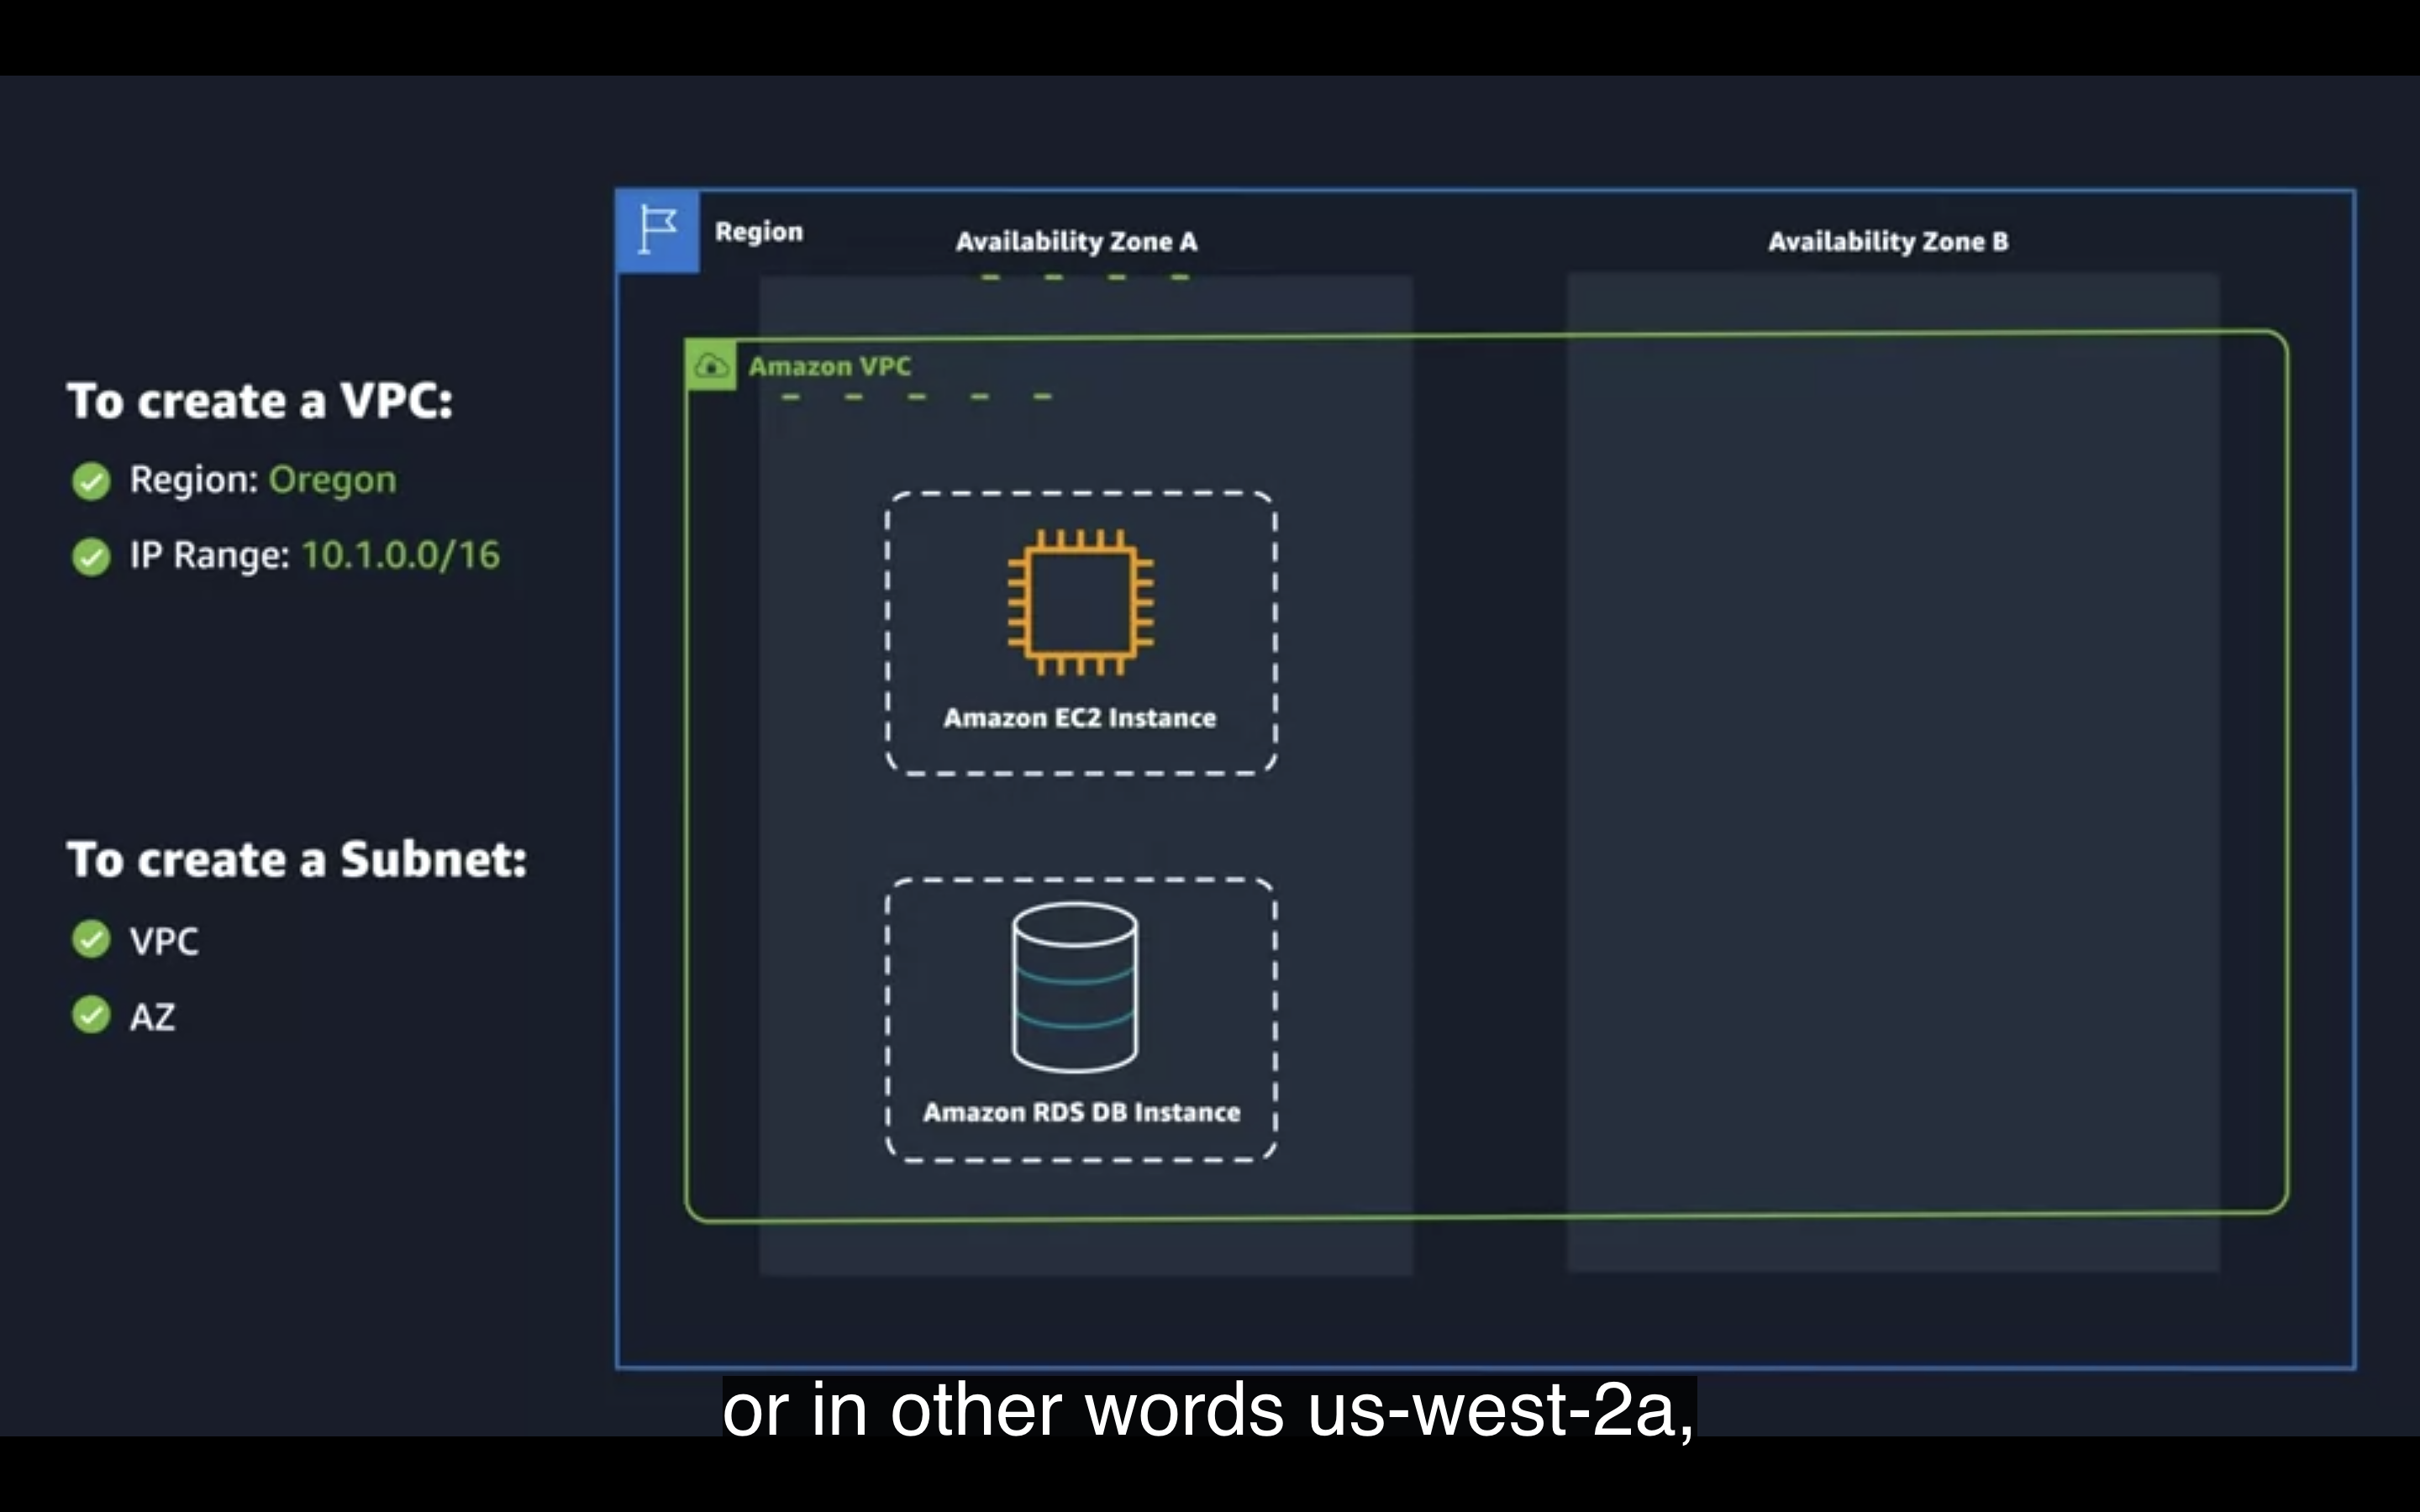 To create a VPC:
Region: Oregon
IP Range: 10.1.0.0/16
To create a Subnet:
VPC
AZ
Region
Availability Zone A
Availability Zone B
Amazon VPC
Amazon EC2 Instance
Amazon RDS DB Instance
or in other words us-west-2a,